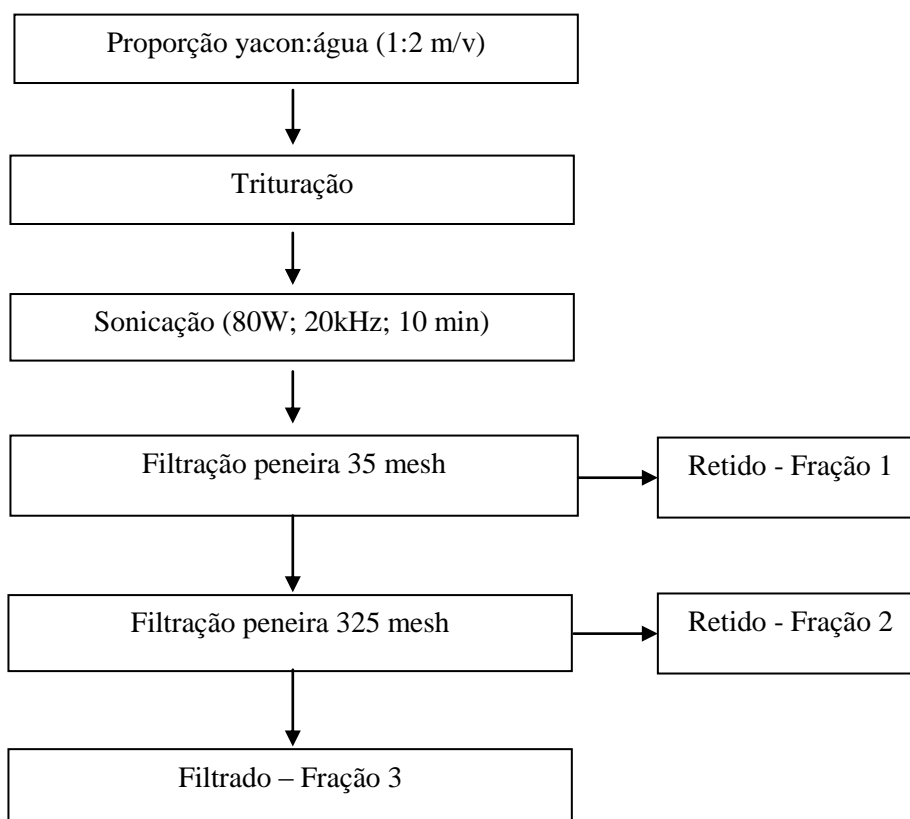 Proporção yacon:água (1:2 m/v)
Trituração
Sonicação (80W; 20kHz; 10 min)
Filtração peneira 35 mesh
Retido - Fração 1
Filtração peneira 325 mesh
Retido - Fração 2
Filtrado – Fração 3